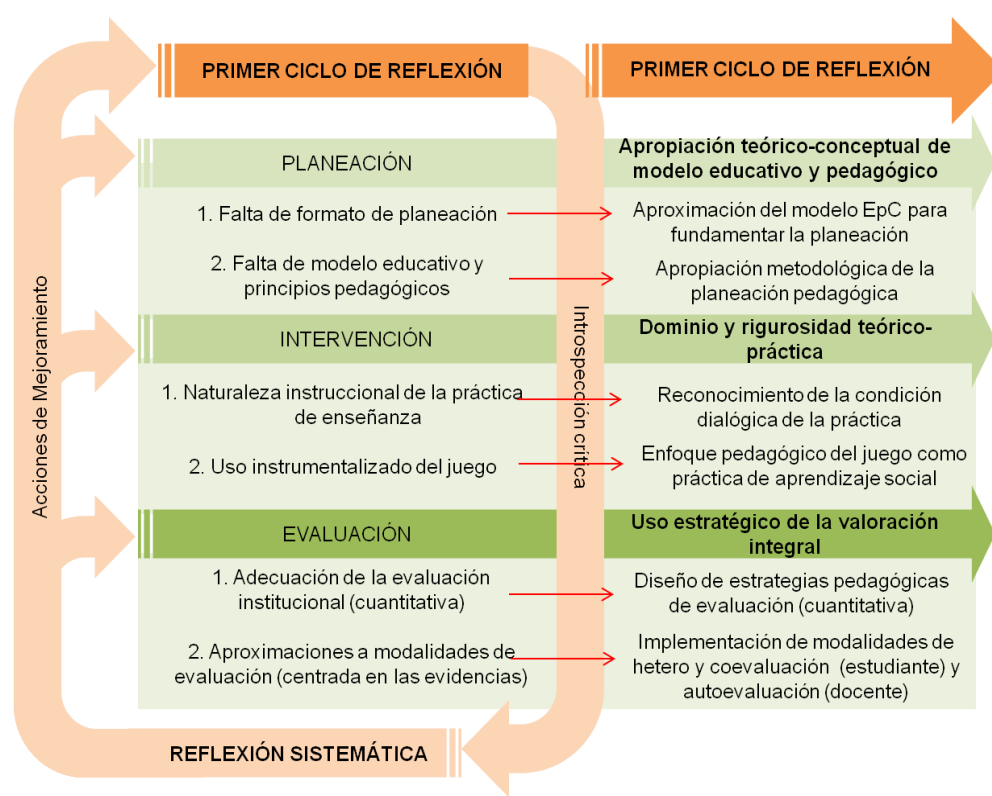 PRIMER CICLO DE REFLEXIÓN
PRIMER CICLO DE REFLEXIÓN
PLANEACIÓN
Apropiación teórico-conceptual de
modelo educativo y pedagógico
1. Falta de formato de planeación
Aproximación del modelo EpC para
fundamentar la planeación
2. Falta de modelo educativo y
principios pedagógicos
Apropiación metodológica de la
planeación pedagógica
INTERVENCIÓN
Dominio y rigurosidad teórico-
práctica
1. Naturaleza instruccional de la práctica
de enseñanza
Reconocimiento de la condición
dialógica de la práctica
2. Uso instrumentalizado del juego
Enfoque pedagógico del juego como
práctica de aprendizaje social
EVALUACIÓN
Uso estratégico de la valoración
integral
1. Adecuación de la evaluación
institucional (cuantitativa)
Diseño de estrategias pedagógicas
de evaluación (cuantitativa)
2. Aproximaciones a modalidades de
evaluación (centrada en las evidencias)
Implementación de modalidades de
hetero y coevaluación (estudiante) y
autoevaluación (docente)
Introspección crítica
Acciones de Mejoramiento
REFLEXIÓN SISTEMÁTICA